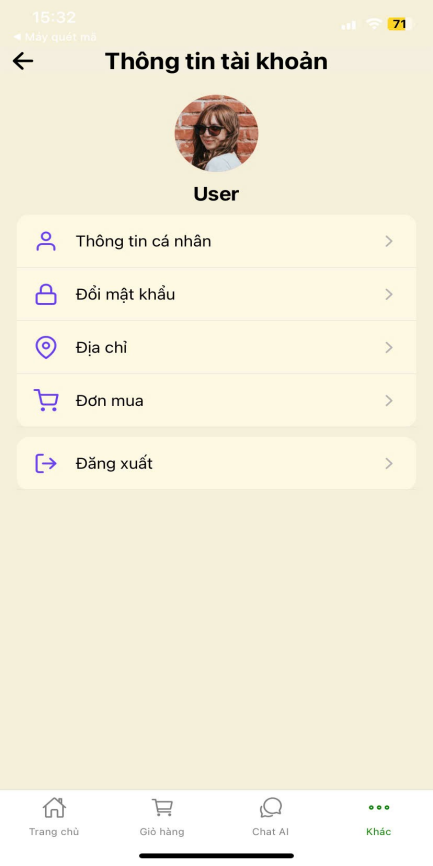 15:32
71
◀ Máy quét mã
Thông tin tài khoản
User
Thông tin cá nhân
Đổi mật khẩu
Địa chỉ
Đơn mua
Đăng xuất
Trang chủ
Giỏ hàng
Chat AI
Khác